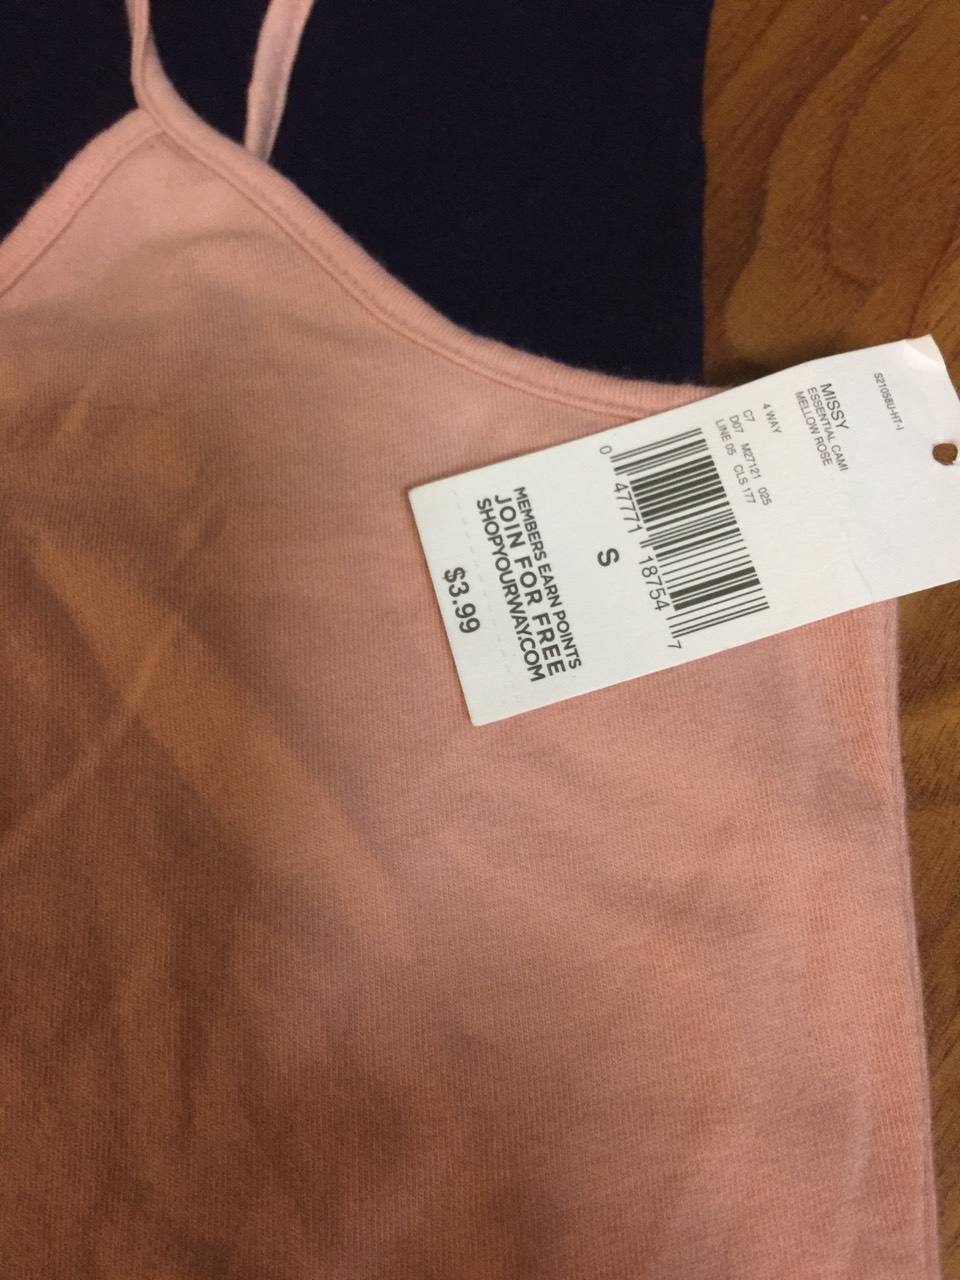 S21058U-HT-I
MISSY
ESSENTIAL CAMI
MELLOW ROSE
4 WAY
C7
D07 M27121 025
LINE 05 CLS 177
0 47771 18754 7
S
MEMBERS EARN POINTS
JOIN FOR FREE
SHOPYOURWAY.COM
$3.99